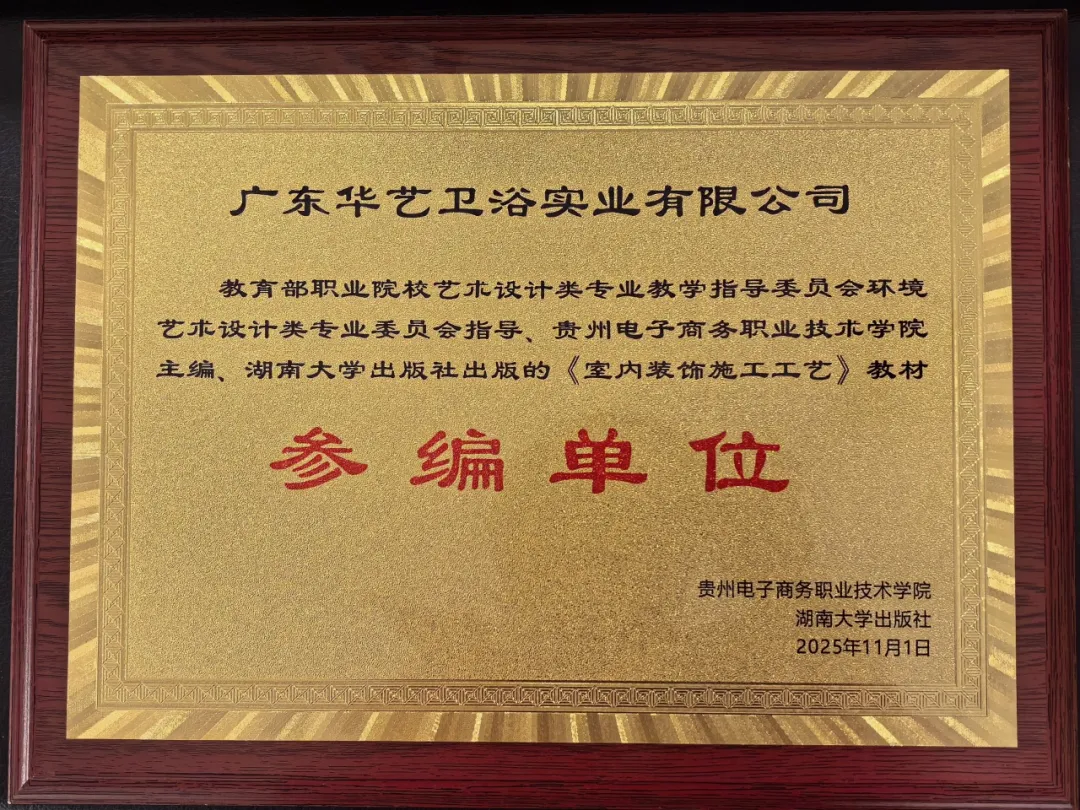 广东华艺卫浴实业有限公司
教育部职业院校艺术设计类专业教学指导委员会环境
艺术设计类专业委员会指导、贵州电子商务职业技术学院
主编、湖南大学出版社出版的《室内装饰施工工艺》教材
参编单位
贵州电子商务职业技术学院
湖南大学出版社
2025年11月1日